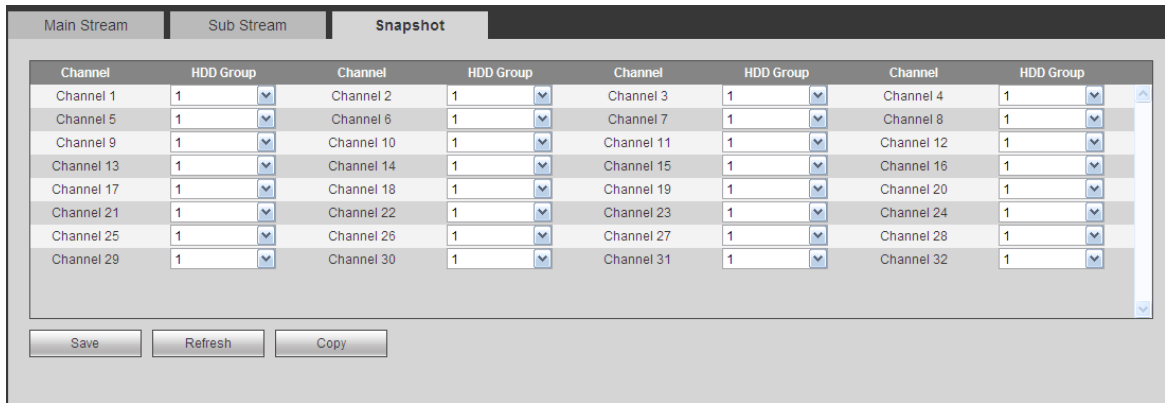 Main Stream Sub Stream Snapshot
Channel HDD Group Channel HDD Group Channel HDD Group Channel HDD Group
Channel 1 1 Channel 2 1 Channel 3 1 Channel 4 1
Channel 5 1 Channel 6 1 Channel 7 1 Channel 8 1
Channel 9 1 Channel 10 1 Channel 11 1 Channel 12 1
Channel 13 1 Channel 14 1 Channel 15 1 Channel 16 1
Channel 17 1 Channel 18 1 Channel 19 1 Channel 20 1
Channel 21 1 Channel 22 1 Channel 23 1 Channel 24 1
Channel 25 1 Channel 26 1 Channel 27 1 Channel 28 1
Channel 29 1 Channel 30 1 Channel 31 1 Channel 32 1
Save Refresh Copy